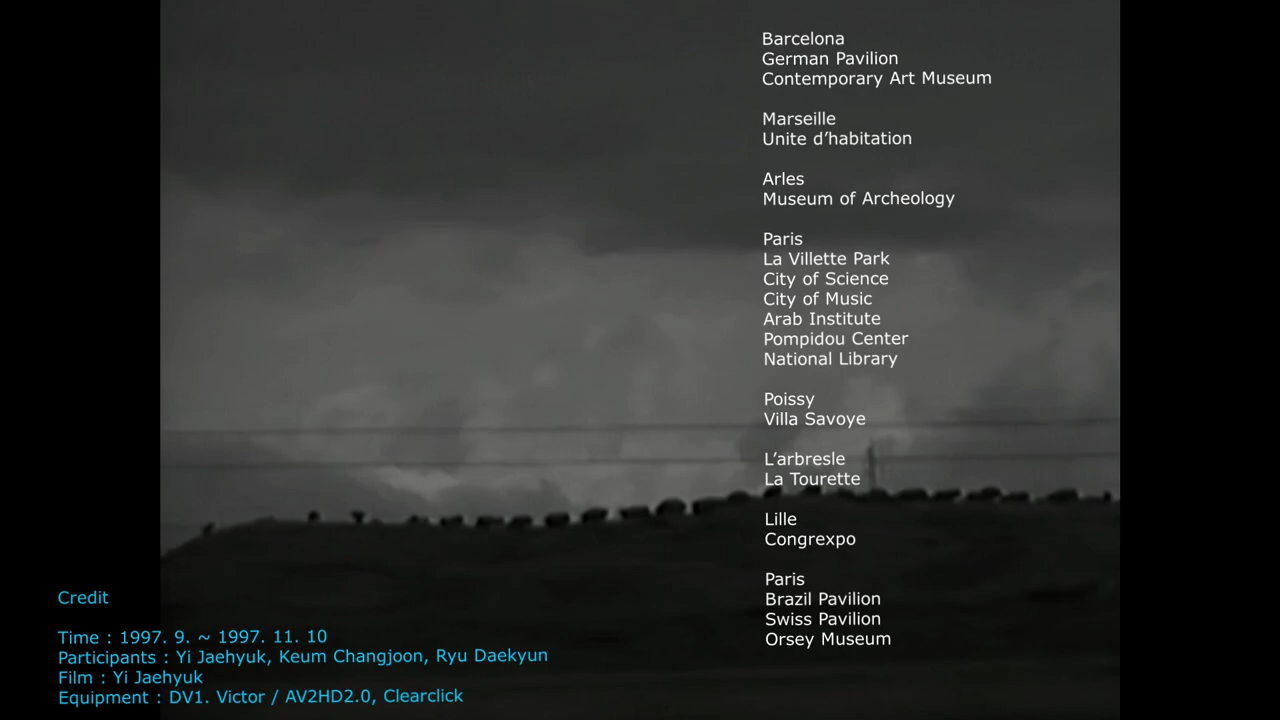 Barcelona
German Pavilion
Contemporary Art Museum
Marseille
Unite d’habitation
Arles
Museum of Archeology
Paris
La Villette Park
City of Science
City of Music
Arab Institute
Pompidou Center
National Library
Poissy
Villa Savoye
L’arbresle
La Tourette
Lille
Congrexpo
Paris
Brazil Pavilion
Swiss Pavilion
Orsey Museum
Credit
Time : 1997. 9. ~ 1997. 11. 10
Participants : Yi Jaehyuk, Keum Changjoon, Ryu Daekyun
Film : Yi Jaehyuk
Equipment : DV1. Victor / AV2HD2.0, Clearclick